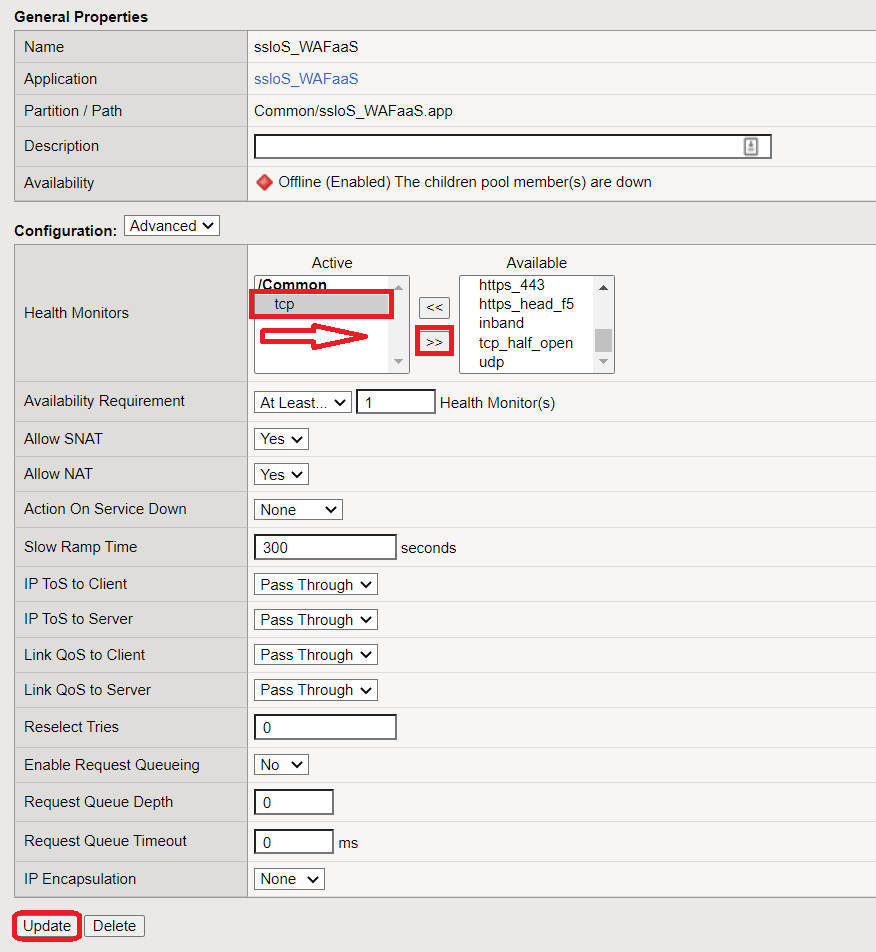 General Properties
Name ssloS_WAFaaS
Application ssloS_WAFaaS
Partition / Path Common/ssloS_WAFaaS.app
Description
Availability Offline (Enabled) The children pool member(s) are down
Configuration: Advanced
Active Available
/Common
tcp
<<
>>
https_443
https_head_f5
inband
tcp_half_open
udp
Health Monitors
Availability Requirement At Least... 1 Health Monitor(s)
Allow SNAT Yes
Allow NAT Yes
Action On Service Down None
Slow Ramp Time 300 seconds
IP ToS to Client Pass Through
IP ToS to Server Pass Through
Link QoS to Client Pass Through
Link QoS to Server Pass Through
Reselect Tries 0
Enable Request Queueing No
Request Queue Depth 0
Request Queue Timeout 0 ms
IP Encapsulation None
Update Delete